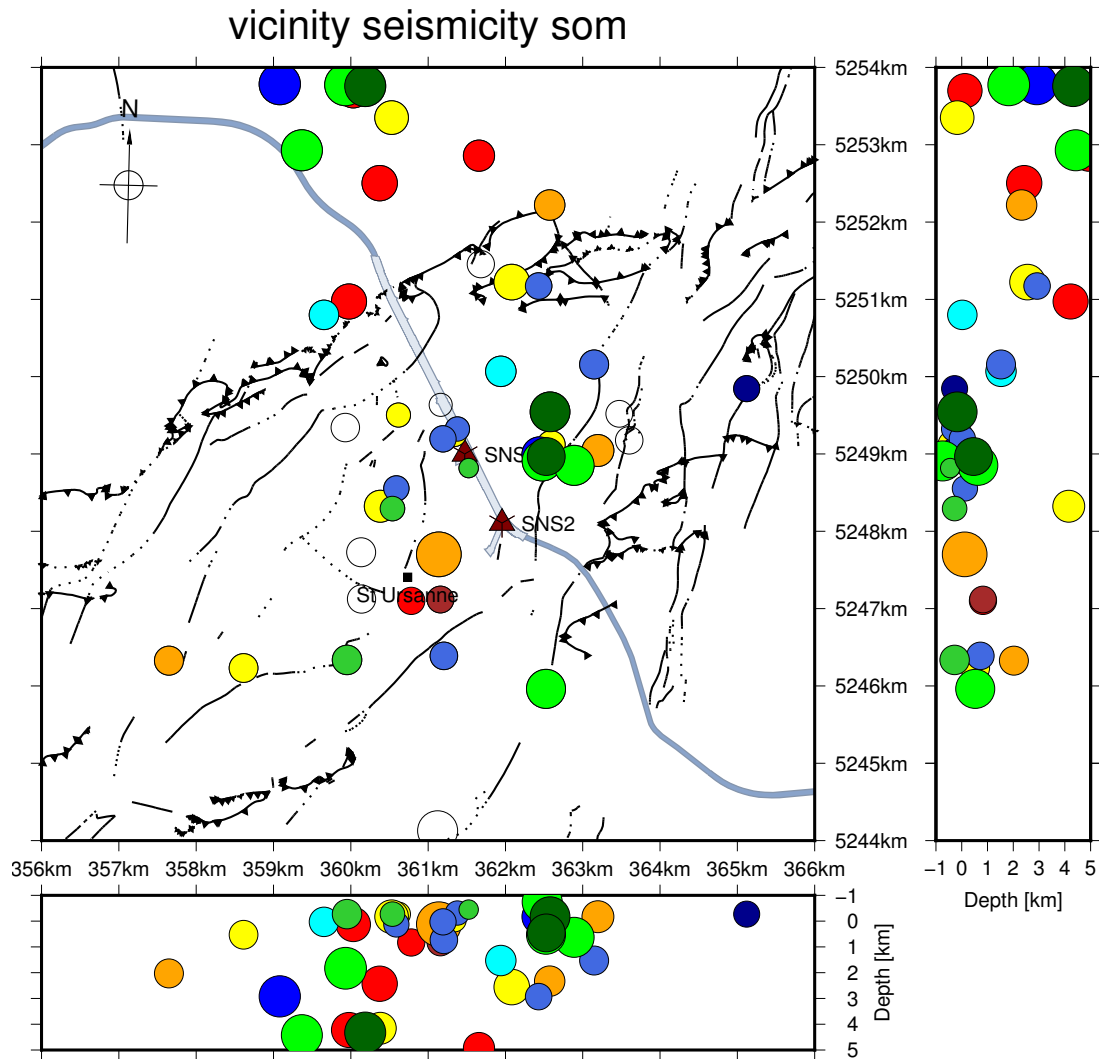 vicinity seismicity som
5254km
N
5253km
5252km
5251km
5250km
5249km
SNS
5248km
SNS2
St Ursanne
5247km
5246km
5245km
5244km
356km 357km 358km 359km 360km 361km 362km 363km 364km 365km 366km
−1 0 1 2 3 4 5
Depth [km]
−1
0
1
2
3
4
5
Depth [km]